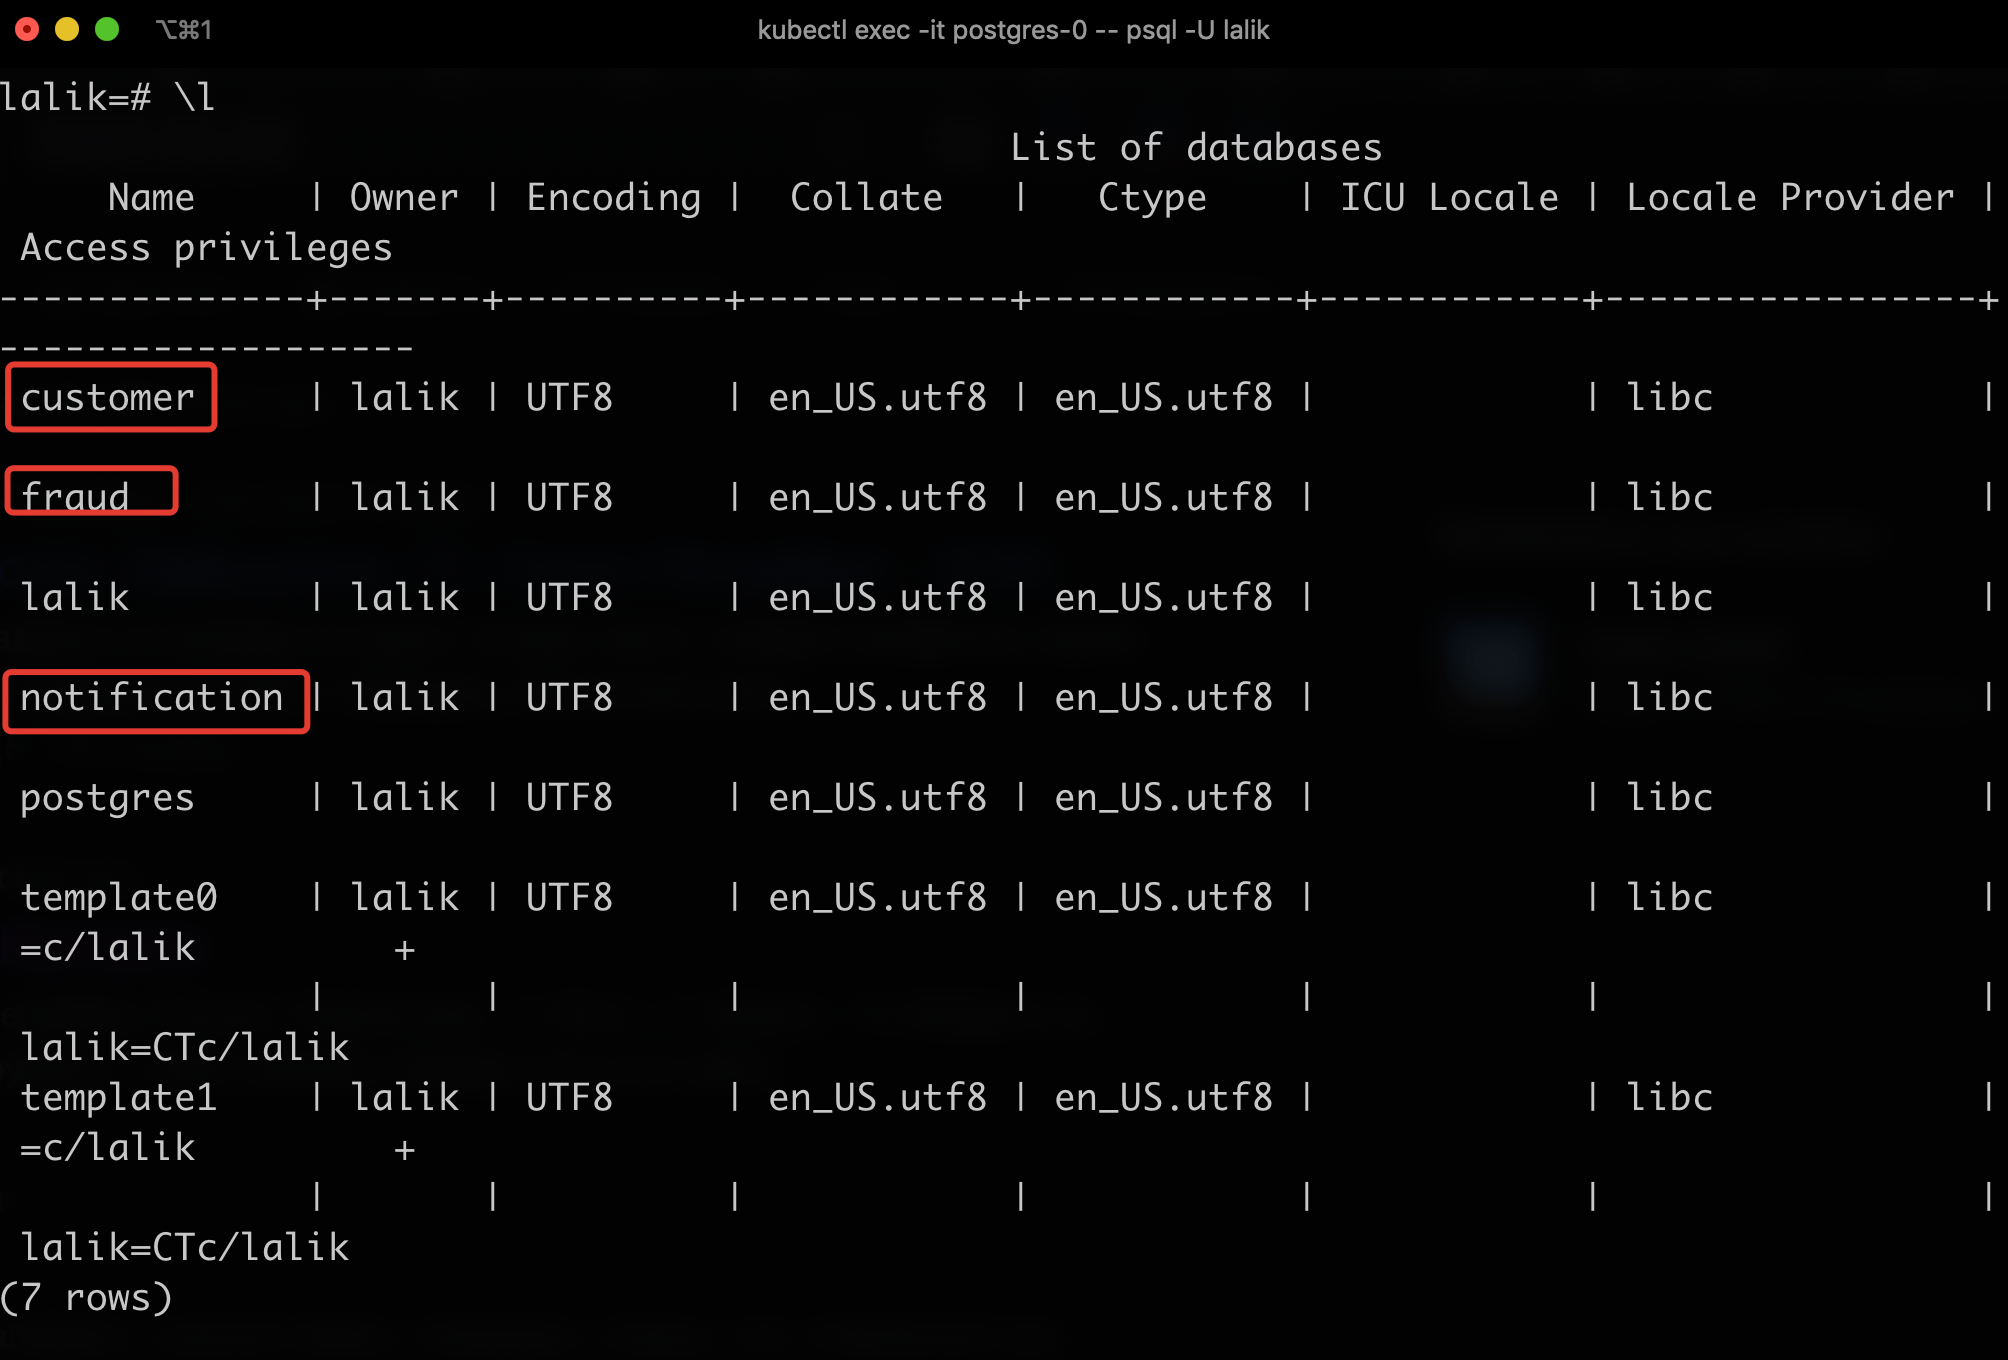 ⌥⌘1
kubectl exec -it postgres-0 -- psql -U lalik
lalik=# \l
                                              List of databases
     Name     | Owner | Encoding |  Collate   |   Ctype    | ICU Locale | Locale Provider |
 Access privileges
--------------+-------+----------+------------+------------+------------+-----------------+
-------------------
 customer     | lalik | UTF8     | en_US.utf8 | en_US.utf8 |            | libc            |
 fraud        | lalik | UTF8     | en_US.utf8 | en_US.utf8 |            | libc            |
 lalik        | lalik | UTF8     | en_US.utf8 | en_US.utf8 |            | libc            |
 notification | lalik | UTF8     | en_US.utf8 | en_US.utf8 |            | libc            |
 postgres     | lalik | UTF8     | en_US.utf8 | en_US.utf8 |            | libc            |
 template0    | lalik | UTF8     | en_US.utf8 | en_US.utf8 |            | libc            |
 =c/lalik         +
              |       |          |            |            |            |                 |
 lalik=CTc/lalik
 template1    | lalik | UTF8     | en_US.utf8 | en_US.utf8 |            | libc            |
 =c/lalik         +
              |       |          |            |            |            |                 |
 lalik=CTc/lalik
(7 rows)